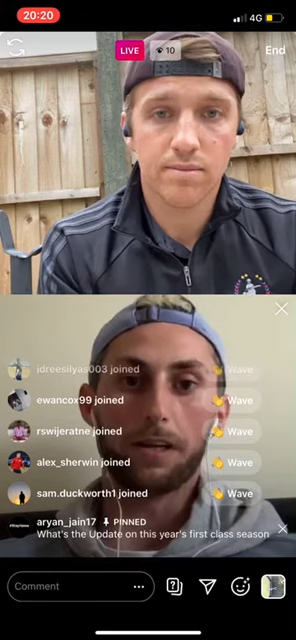 20:20
4G
LIVE
10
End
idreesilyas003 joined
Wave
ewancox99 joined
Wave
rswijeratne joined
Wave
alex_sherwin joined
Wave
sam.duckworth1 joined
Wave
aryan_jain17 PINNED
What's the Update on this year's first class season
Comment